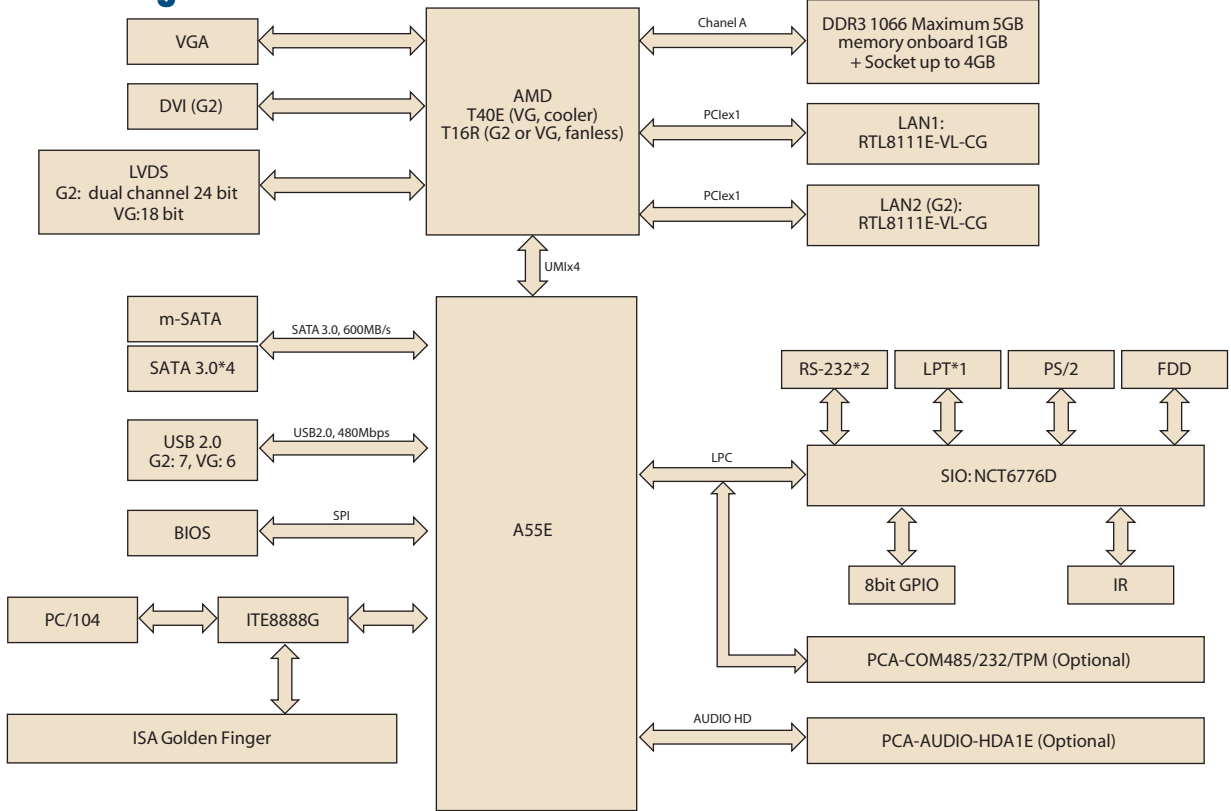 VGA
DVI (G2)
LVDS
G2: dual channel 24 bit
VG:18 bit
AMD
T40E (VG, cooler)
T16R (G2 or VG, fanless)
Chanel A
DDR3 1066 Maximum 5GB
memory onboard 1GB
+ Socket up to 4GB
PCIex1
LAN1:
RTL8111E-VL-CG
PCIex1
LAN2 (G2):
RTL8111E-VL-CG
UMIx4
m-SATA
SATA 3.0*4
SATA 3.0, 600MB/s
USB 2.0
G2: 7, VG: 6
USB2.0, 480Mbps
BIOS
SPI
A55E
PC/104
ITE8888G
ISA Golden Finger
RS-232*2
LPT*1
PS/2
FDD
LPC
SIO: NCT6776D
8bit GPIO
IR
PCA-COM485/232/TPM (Optional)
AUDIO HD
PCA-AUDIO-HDA1E (Optional)